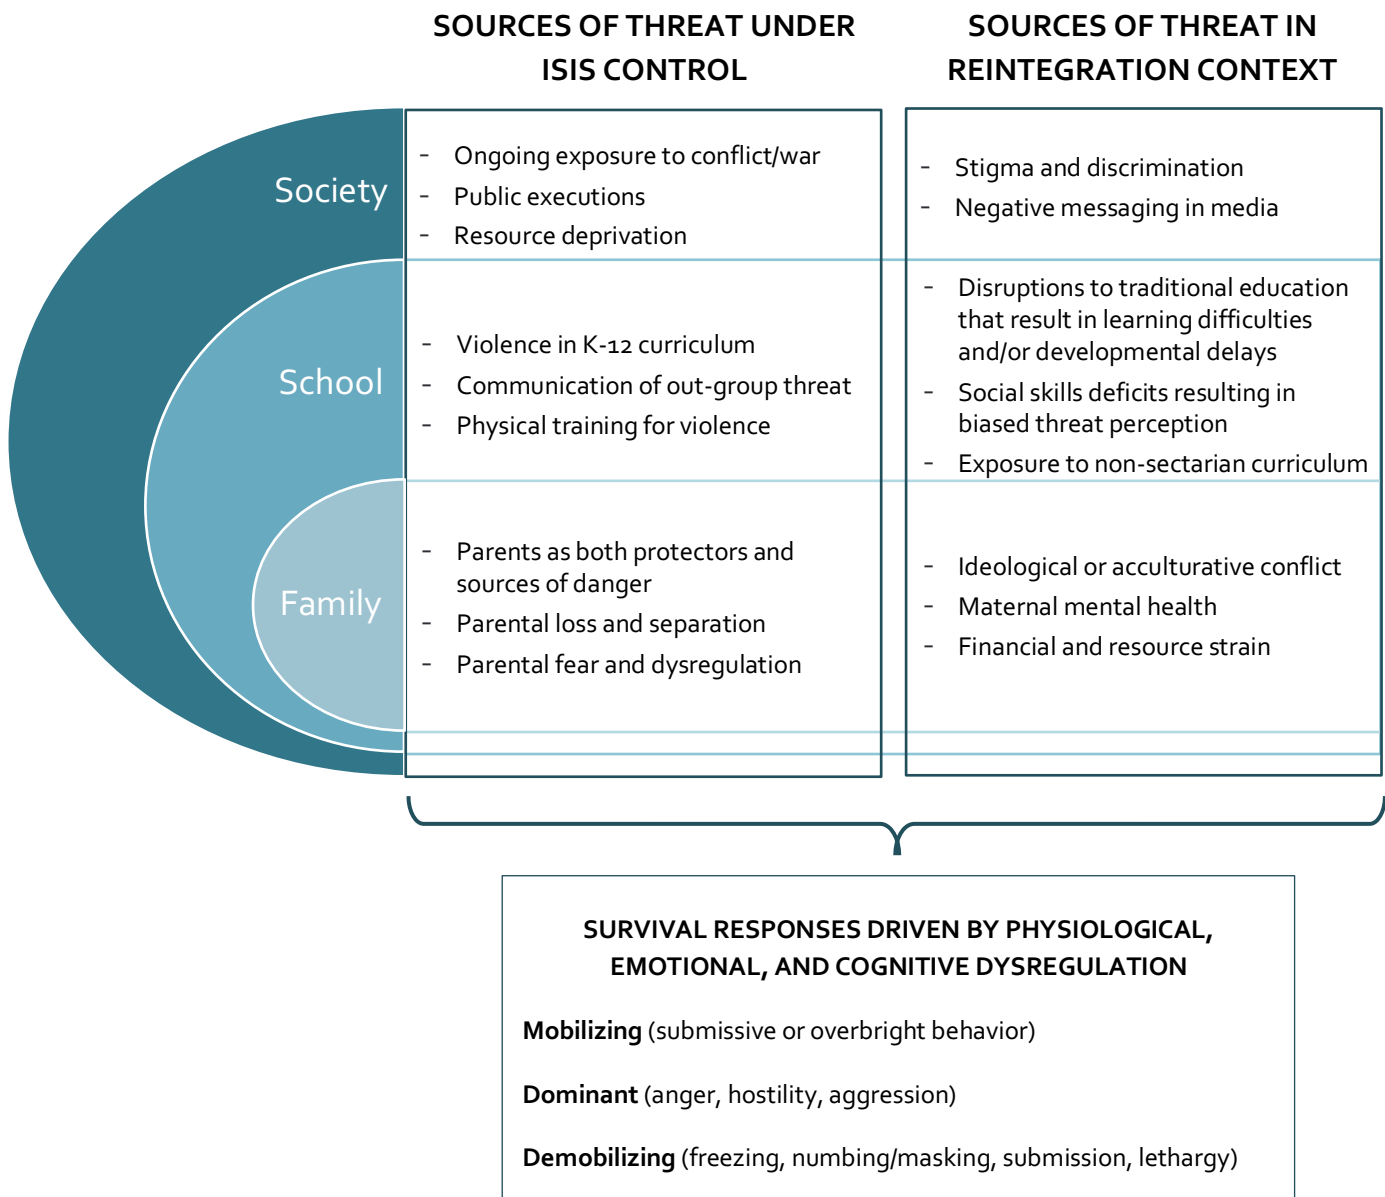 SOURCES OF THREAT UNDER
ISIS CONTROL
SOURCES OF THREAT IN
REINTEGRATION CONTEXT
Society
- Ongoing exposure to conflict/war
- Public executions
- Resource deprivation
- Stigma and discrimination
- Negative messaging in media
School
- Violence in K-12 curriculum
- Communication of out-group threat
- Physical training for violence
- Disruptions to traditional education
that result in learning difficulties
and/or developmental delays
- Social skills deficits resulting in
biased threat perception
- Exposure to non-sectarian curriculum
Family
- Parents as both protectors and
sources of danger
- Parental loss and separation
- Parental fear and dysregulation
- Ideological or acculturative conflict
- Maternal mental health
- Financial and resource strain
SURVIVAL RESPONSES DRIVEN BY PHYSIOLOGICAL,
EMOTIONAL, AND COGNITIVE DYSREGULATION
Mobilizing (submissive or overbright behavior)
Dominant (anger, hostility, aggression)
Demobilizing (freezing, numbing/masking, submission, lethargy)